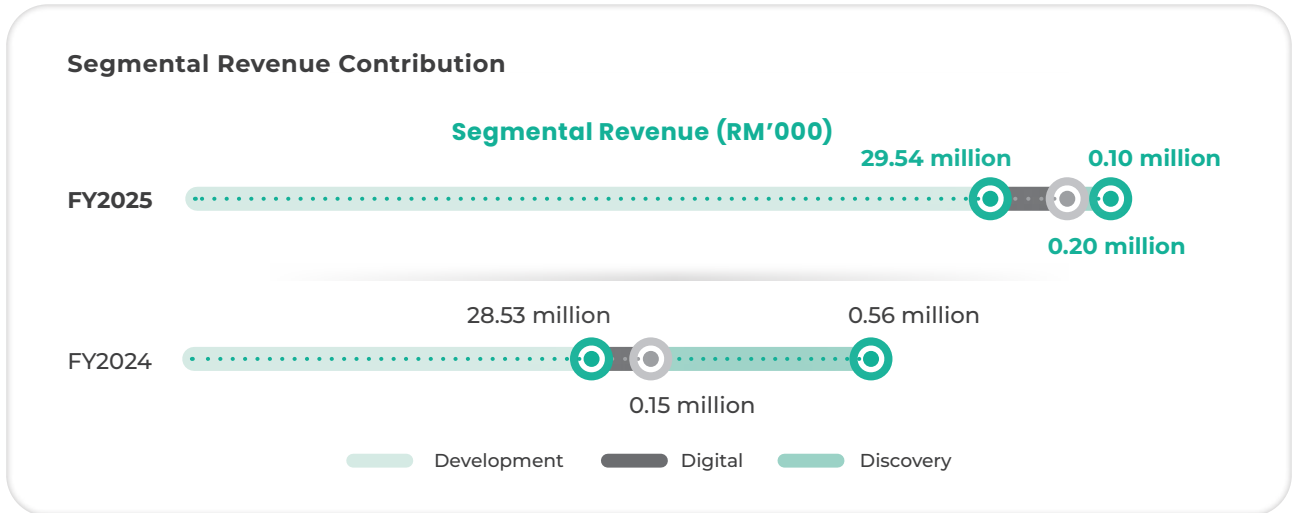 Segmental Revenue Contribution
Segmental Revenue (RM’000)
29.54 million
0.10 million
FY2025
0.20 million
28.53 million
0.56 million
FY2024
0.15 million
Development
Digital
Discovery